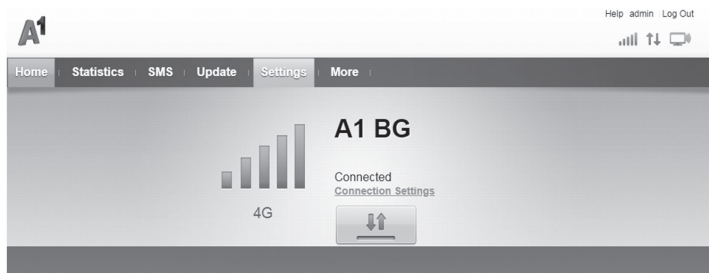 Help admin Log Out
A1
Home Statistics SMS Update Settings More
A1 BG
Connected
Connection Settings
4G